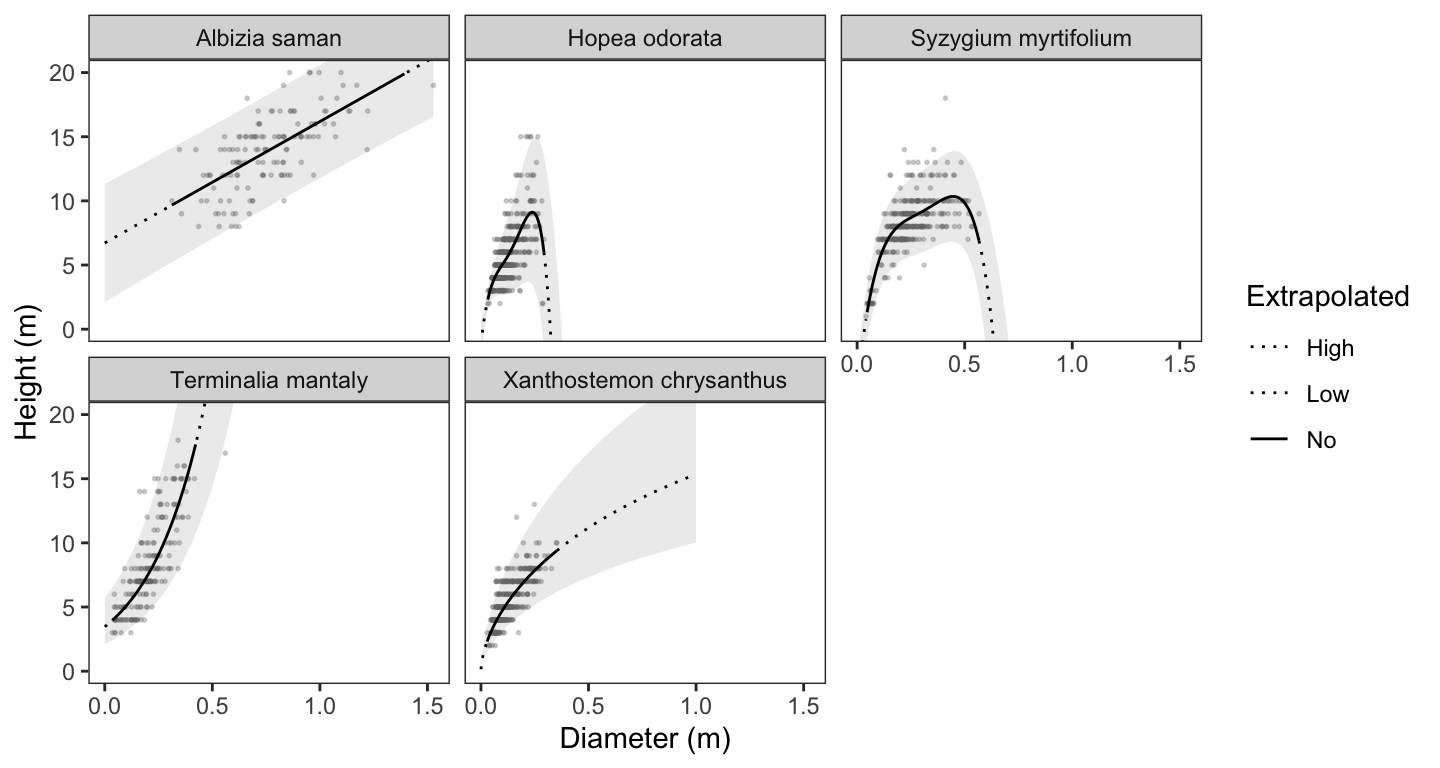 Albizia saman
Hopea odorata
Syzygium myrtifolium
20
15
10
5
0
0.0 0.5 1.0 1.5
Terminalia mantaly
Xanthostemon chrysanthus
20
15
10
5
0
0.0 0.5 1.0 1.5
0.0 0.5 1.0 1.5
Height (m)
Diameter (m)
Extrapolated
High
Low
No